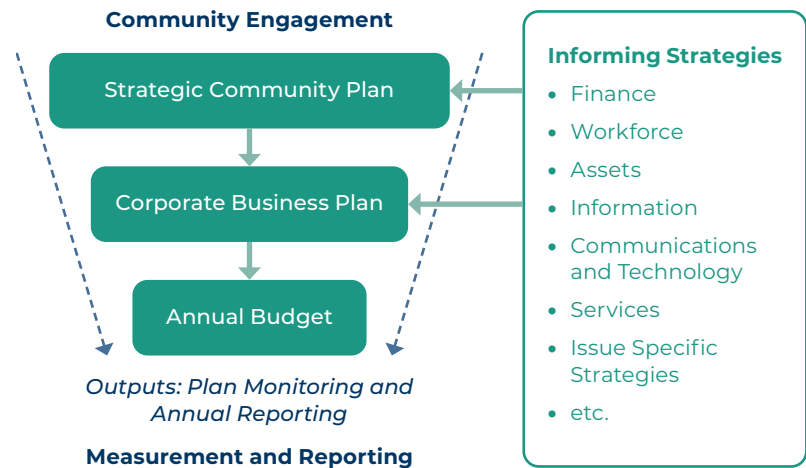 Community Engagement
Strategic Community Plan
Corporate Business Plan
Annual Budget
Outputs: Plan Monitoring and
Annual Reporting
Measurement and Reporting
Informing Strategies
• Finance
• Workforce
• Assets
• Information
• Communications
and Technology
• Services
• Issue Specific
Strategies
• etc.